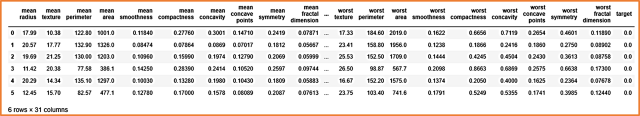 mean radius mean texture mean perimeter mean area mean smoothness mean compactness mean concavity mean concave points mean symmetry mean fractal dimension ... worst texture worst perimeter worst area worst smoothness worst compactness worst concavity worst concave points worst symmetry worst fractal dimension target
0 17.99 10.38 122.80 1001.0 0.11840 0.27760 0.3001 0.14710 0.2419 0.07871 ... 17.33 184.60 2019.0 0.1622 0.6656 0.7119 0.2654 0.4601 0.11890 0.0
1 20.57 17.77 132.90 1326.0 0.08474 0.07864 0.0869 0.07017 0.1812 0.05667 ... 23.41 158.80 1956.0 0.1238 0.1866 0.2416 0.1860 0.2750 0.08902 0.0
2 19.69 21.25 130.00 1203.0 0.10960 0.15990 0.1974 0.12790 0.2069 0.05999 ... 25.53 152.50 1709.0 0.1444 0.4245 0.4504 0.2430 0.3613 0.08758 0.0
3 11.42 20.38 77.58 386.1 0.14250 0.28390 0.2414 0.10520 0.2597 0.09744 ... 26.50 98.87 567.7 0.2098 0.8663 0.6869 0.2575 0.6638 0.17300 0.0
4 20.29 14.34 135.10 1297.0 0.10030 0.13280 0.1980 0.10430 0.1809 0.05883 ... 16.67 152.20 1575.0 0.1374 0.2050 0.4000 0.1625 0.2364 0.07678 0.0
5 12.45 15.70 82.57 477.1 0.12780 0.17000 0.1578 0.08089 0.2087 0.07613 ... 23.75 103.40 741.6 0.1791 0.5249 0.5355 0.1741 0.3985 0.12440 0.0
6 rows × 31 columns